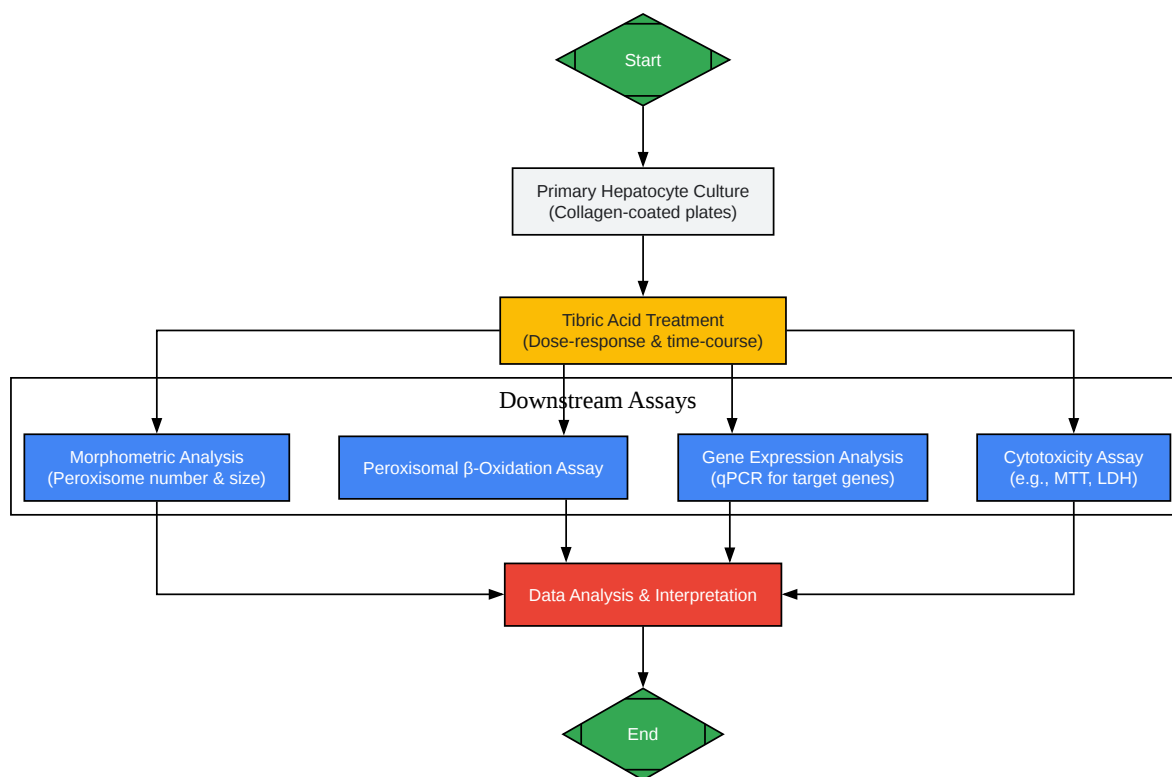 Start
Primary Hepatocyte Culture
(Collagen-coated plates)
Tibric Acid Treatment
(Dose-response & time-course)
Downstream Assays
Morphometric Analysis
(Peroxisome number & size)
Peroxisomal β-Oxidation Assay
Gene Expression Analysis
(qPCR for target genes)
Cytotoxicity Assay
(e.g., MTT, LDH)
Data Analysis & Interpretation
End